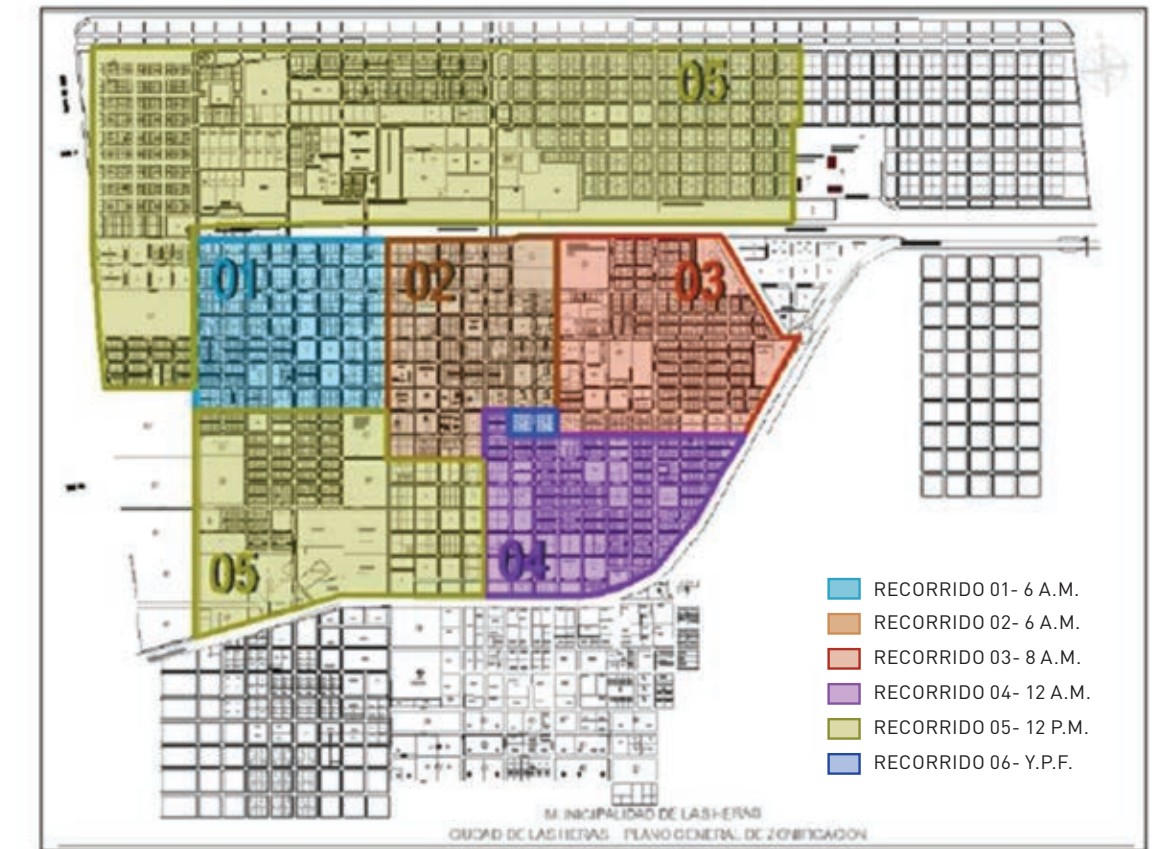 05
01
02
03
05
04
RECORRIDO 01- 6 A.M.
RECORRIDO 02- 6 A.M.
RECORRIDO 03- 8 A.M.
RECORRIDO 04- 12 A.M.
RECORRIDO 05- 12 P.M.
RECORRIDO 06- Y.P.F.
MUNICIPALIDAD DE LAS HERAS
CIUDAD DE LAS HERAS PLANO GENERAL DE ZONIFICACION